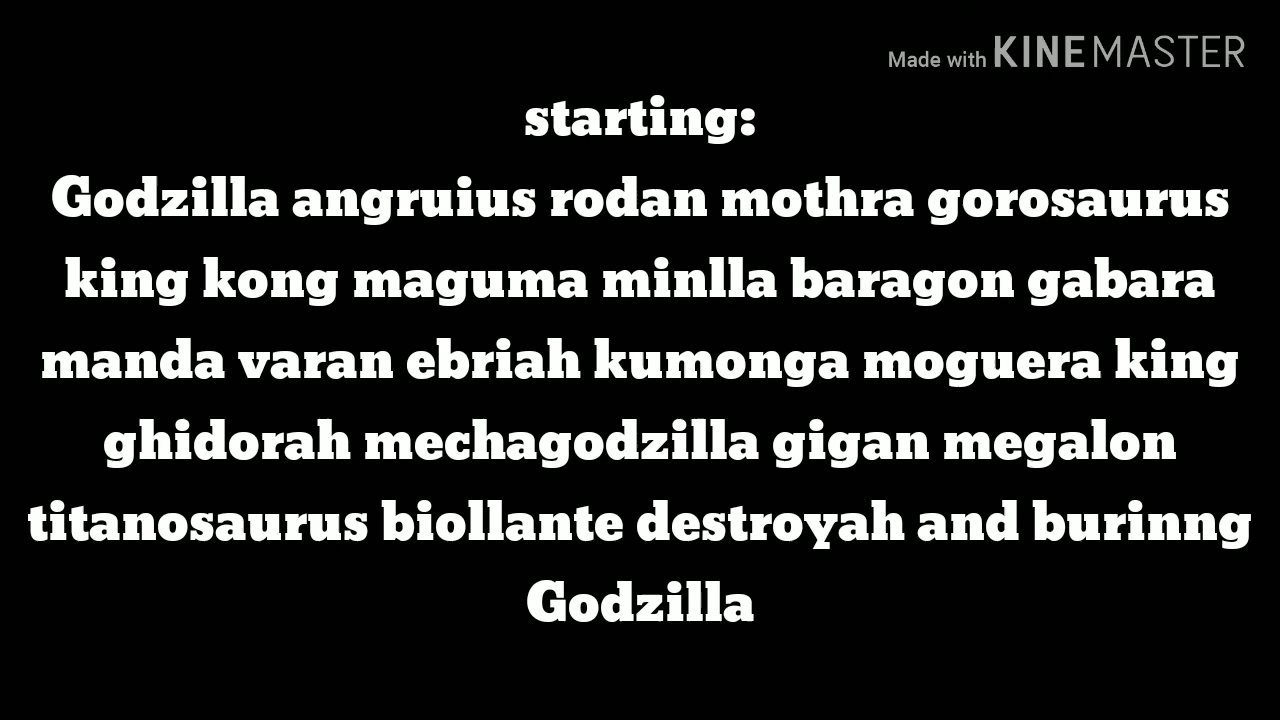 Made with KINEMASTER
starting:
Godzilla angruius rodan mothra gorosaurus
king kong maguma minlla baragon gabara
manda varan ebriah kumonga moguera king
ghidorah mechagodzilla gigan megalon
titanosaurus biollante destroyah and burinng
Godzilla